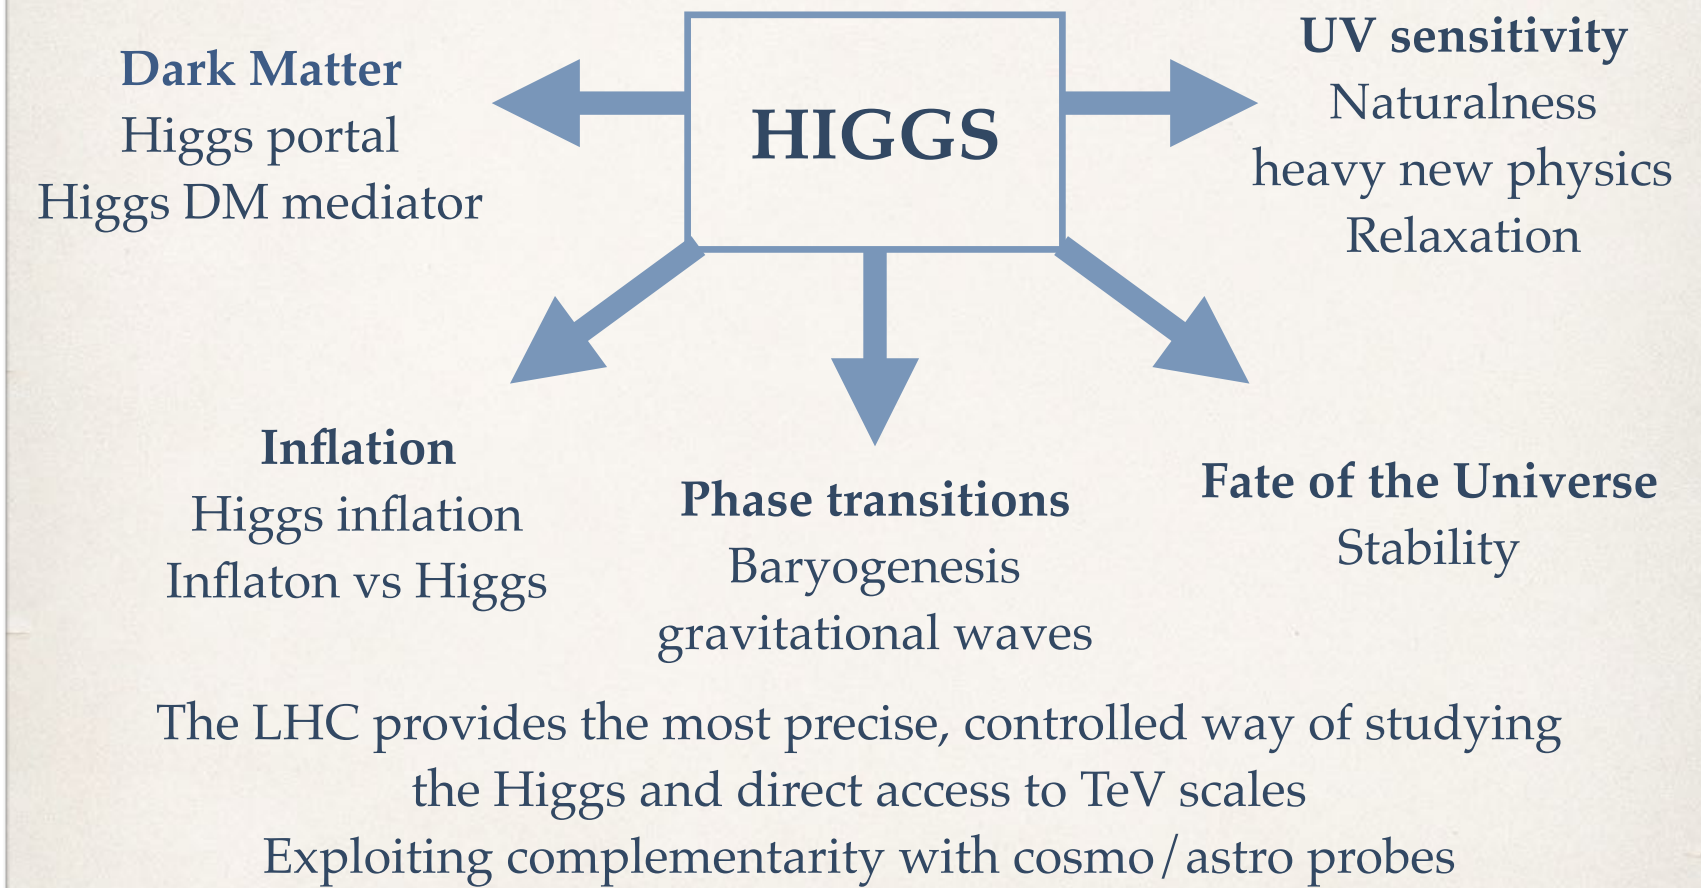 HIGGS
Dark Matter
Higgs portal
Higgs DM mediator
UV sensitivity
Naturalness
heavy new physics
Relaxation
Inflation
Higgs inflation
Inflaton vs Higgs
Phase transitions
Baryogenesis
gravitational waves
Fate of the Universe
Stability
The LHC provides the most precise, controlled way of studying
the Higgs and direct access to TeV scales
Exploiting complementarity with cosmo/astro probes